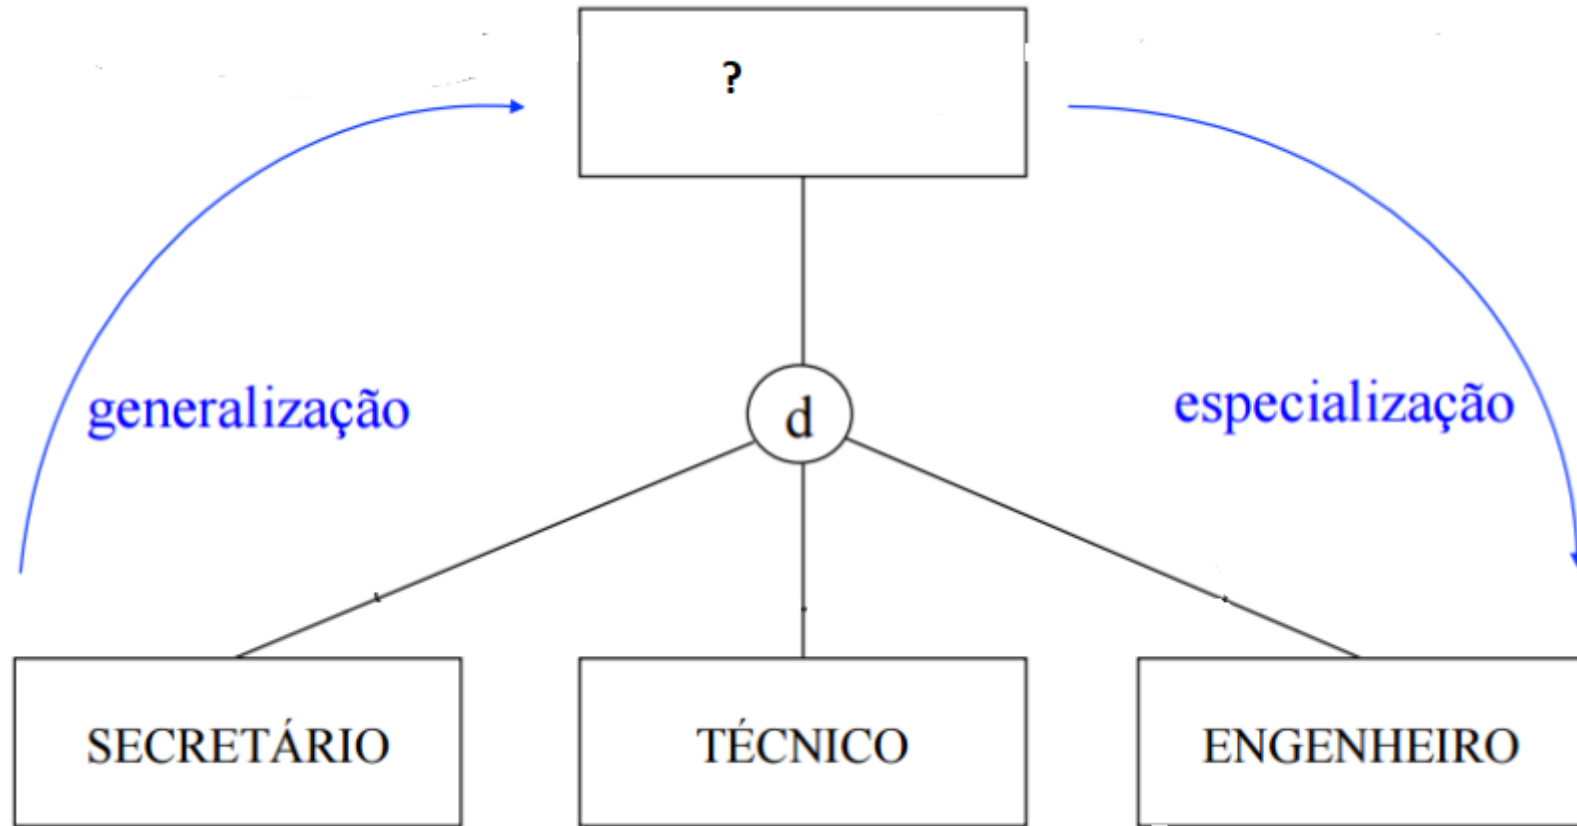 ?
generalização
especialização
d
SECRETÁRIO
TÉCNICO
ENGENHEIRO